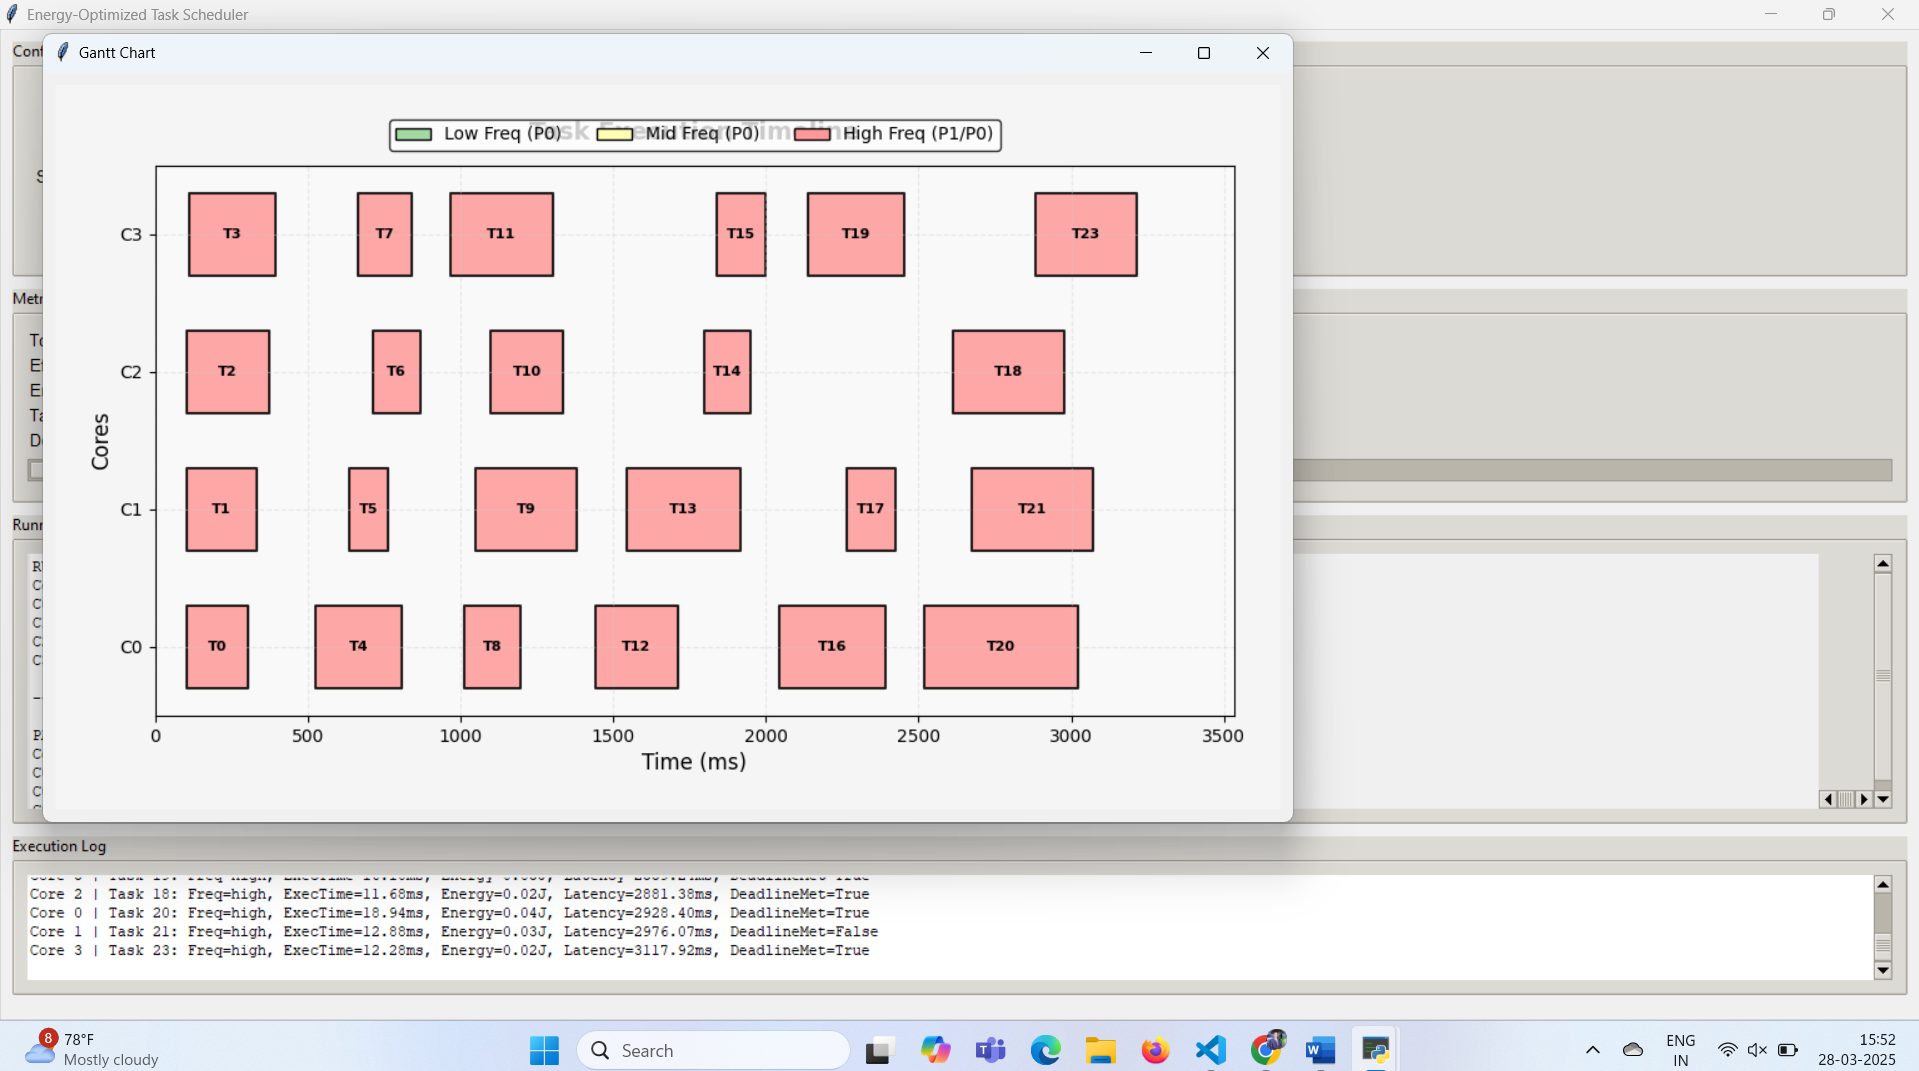 Energy-Optimized Task Scheduler
Gantt Chart
Task Execution Timeline
Low Freq (P0)
Mid Freq (P0)
High Freq (P1/P0)
C3
T3
T7
T11
T15
T19
T23
C2
T2
T6
T10
T14
T18
C1
T1
T5
T9
T13
T17
T21
C0
T0
T4
T8
T12
T16
T20
Cores
0
500
1000
1500
2000
2500
3000
3500
Time (ms)
Execution Log
Core 2 | Task 18: Freq=high, ExecTime=11.68ms, Energy=0.02J, Latency=2881.38ms, DeadlineMet=True
Core 0 | Task 20: Freq=high, ExecTime=18.94ms, Energy=0.04J, Latency=2928.40ms, DeadlineMet=True
Core 1 | Task 21: Freq=high, ExecTime=12.88ms, Energy=0.03J, Latency=2976.07ms, DeadlineMet=False
Core 3 | Task 23: Freq=high, ExecTime=12.28ms, Energy=0.02J, Latency=3117.92ms, DeadlineMet=True
8
78°F
Mostly cloudy
Search
ENG
IN
15:52
28-03-2025